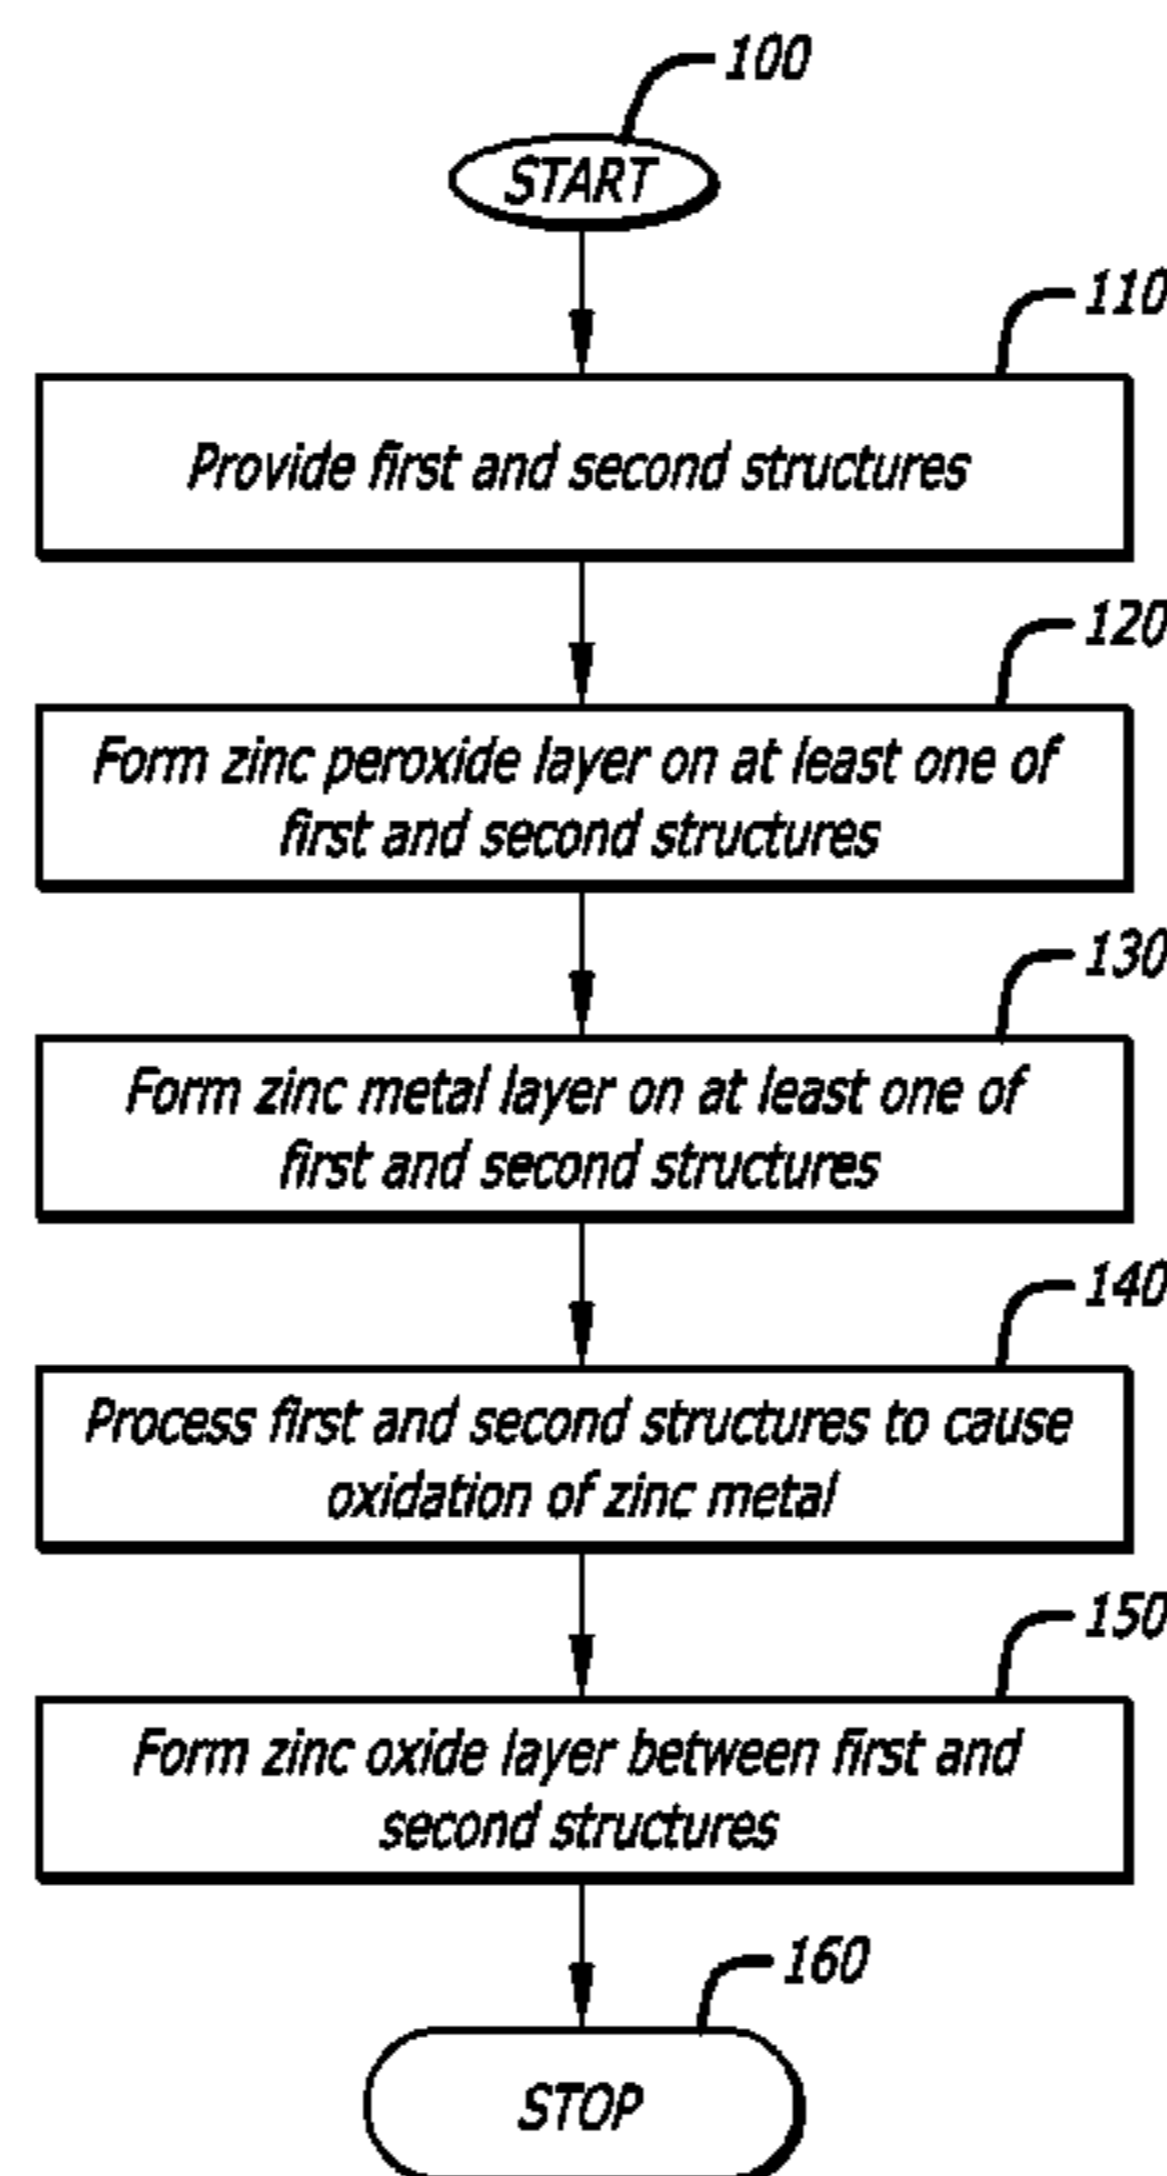 100
START
110
Provide first and second structures
120
Form zinc peroxide layer on at least one of
first and second structures
130
Form zinc metal layer on at least one of
first and second structures
140
Process first and second structures to cause
oxidation of zinc metal
150
Form zinc oxide layer between first and
second structures
160
STOP